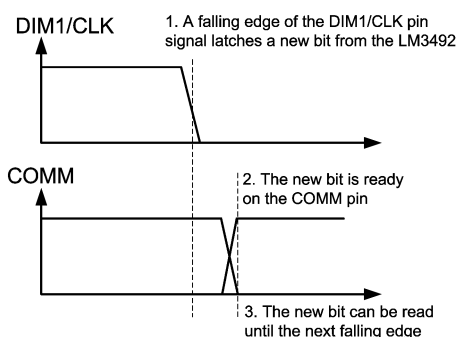 DIM1/CLK
1. A falling edge of the DIM1/CLK pin
signal latches a new bit from the LM3492
COMM
2. The new bit is ready
on the COMM pin
3. The new bit can be read
until the next falling edge